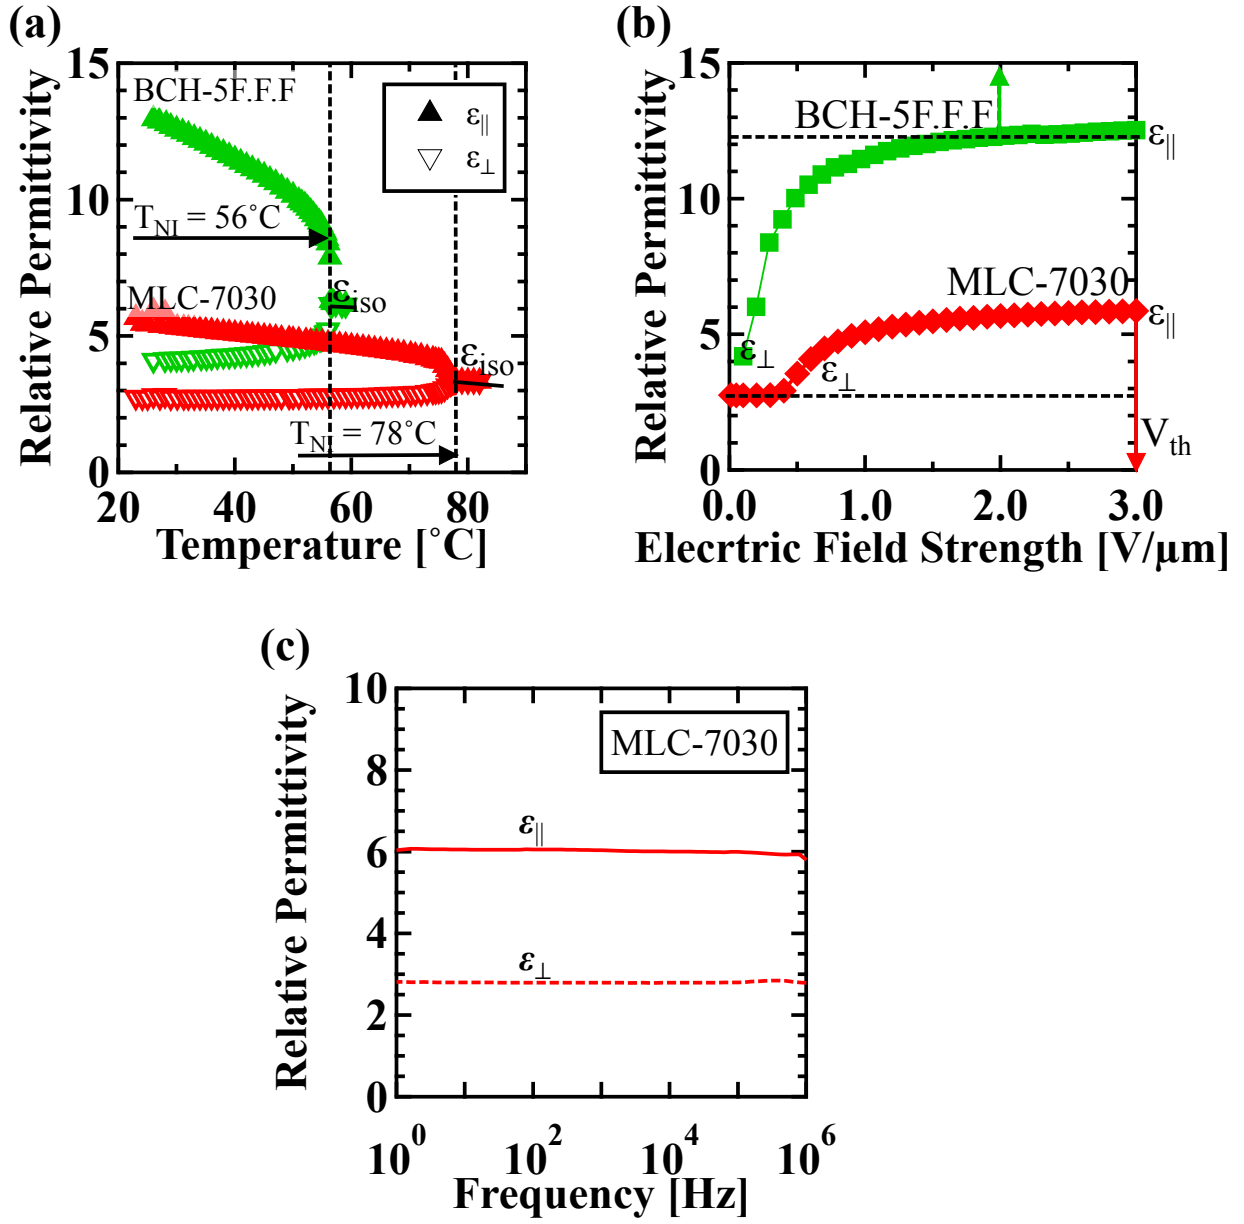 (a)
Relative Permittivity
15
10
5
0
BCH-5F.F.F
ε∥
ε⊥
T_NI = 56˚C
MLC-7030
ε_iso
ε_iso
T_NI = 78˚C
20 40 60 80
Temperature [˚C]
(b)
Relative Permittivity
15
10
5
0
BCH-5F.F.F
ε∥
MLC-7030
ε∥
ε⊥
ε⊥
V_th
0.0 1.0 2.0 3.0
Elecrtric Field Strength [V/µm]
(c)
Relative Permittivity
10
8
6
4
2
0
MLC-7030
ε∥
ε⊥
10^0 10^2 10^4 10^6
Frequency [Hz]